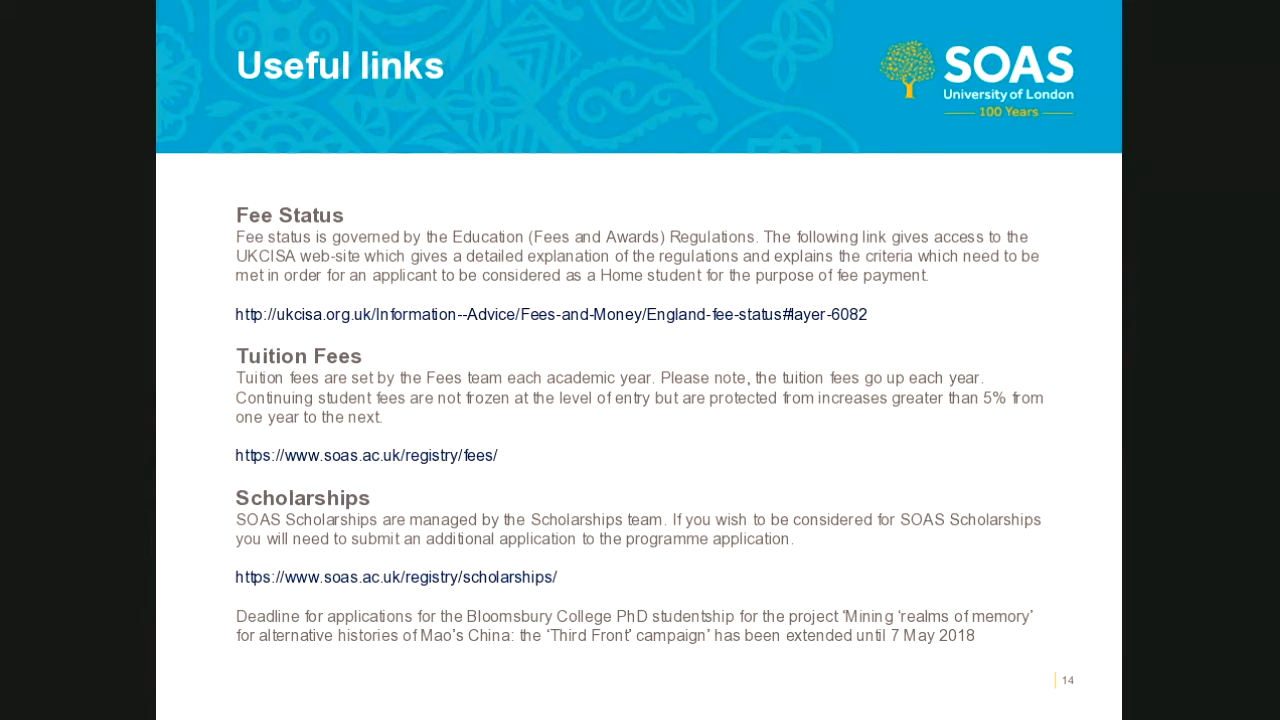 Useful links
SOAS
University of London
100 Years
Fee Status
Fee status is governed by the Education (Fees and Awards) Regulations. The following link gives access to the
UKCISA web-site which gives a detailed explanation of the regulations and explains the criteria which need to be
met in order for an applicant to be considered as a Home student for the purpose of fee payment.
http://ukcisa.org.uk/Information--Advice/Fees-and-Money/England-fee-status#layer-6082
Tuition Fees
Tuition fees are set by the Fees team each academic year. Please note, the tuition fees go up each year.
Continuing student fees are not frozen at the level of entry but are protected from increases greater than 5% from
one year to the next.
https://www.soas.ac.uk/registry/fees/
Scholarships
SOAS Scholarships are managed by the Scholarships team. If you wish to be considered for SOAS Scholarships
you will need to submit an additional application to the programme application.
https://www.soas.ac.uk/registry/scholarships/
Deadline for applications for the Bloomsbury College PhD studentship for the project ‘Mining ‘realms of memory’
for alternative histories of Mao’s China: the ‘Third Front’ campaign’ has been extended until 7 May 2018
14